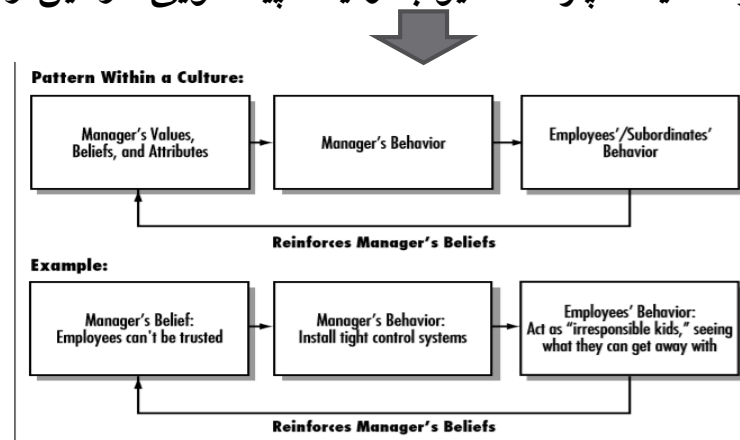 Pattern Within a Culture:
Manager's Values,
Beliefs, and Attributes
Manager's Behavior
Employees'/Subordinates'
Behavior
Reinforces Manager's Beliefs
Example:
Manager's Belief:
Employees can't be trusted
Manager's Behavior:
Install tight control systems
Employees' Behavior:
Act as “irresponsible kids,” seeing
what they can get away with
Reinforces Manager's Beliefs